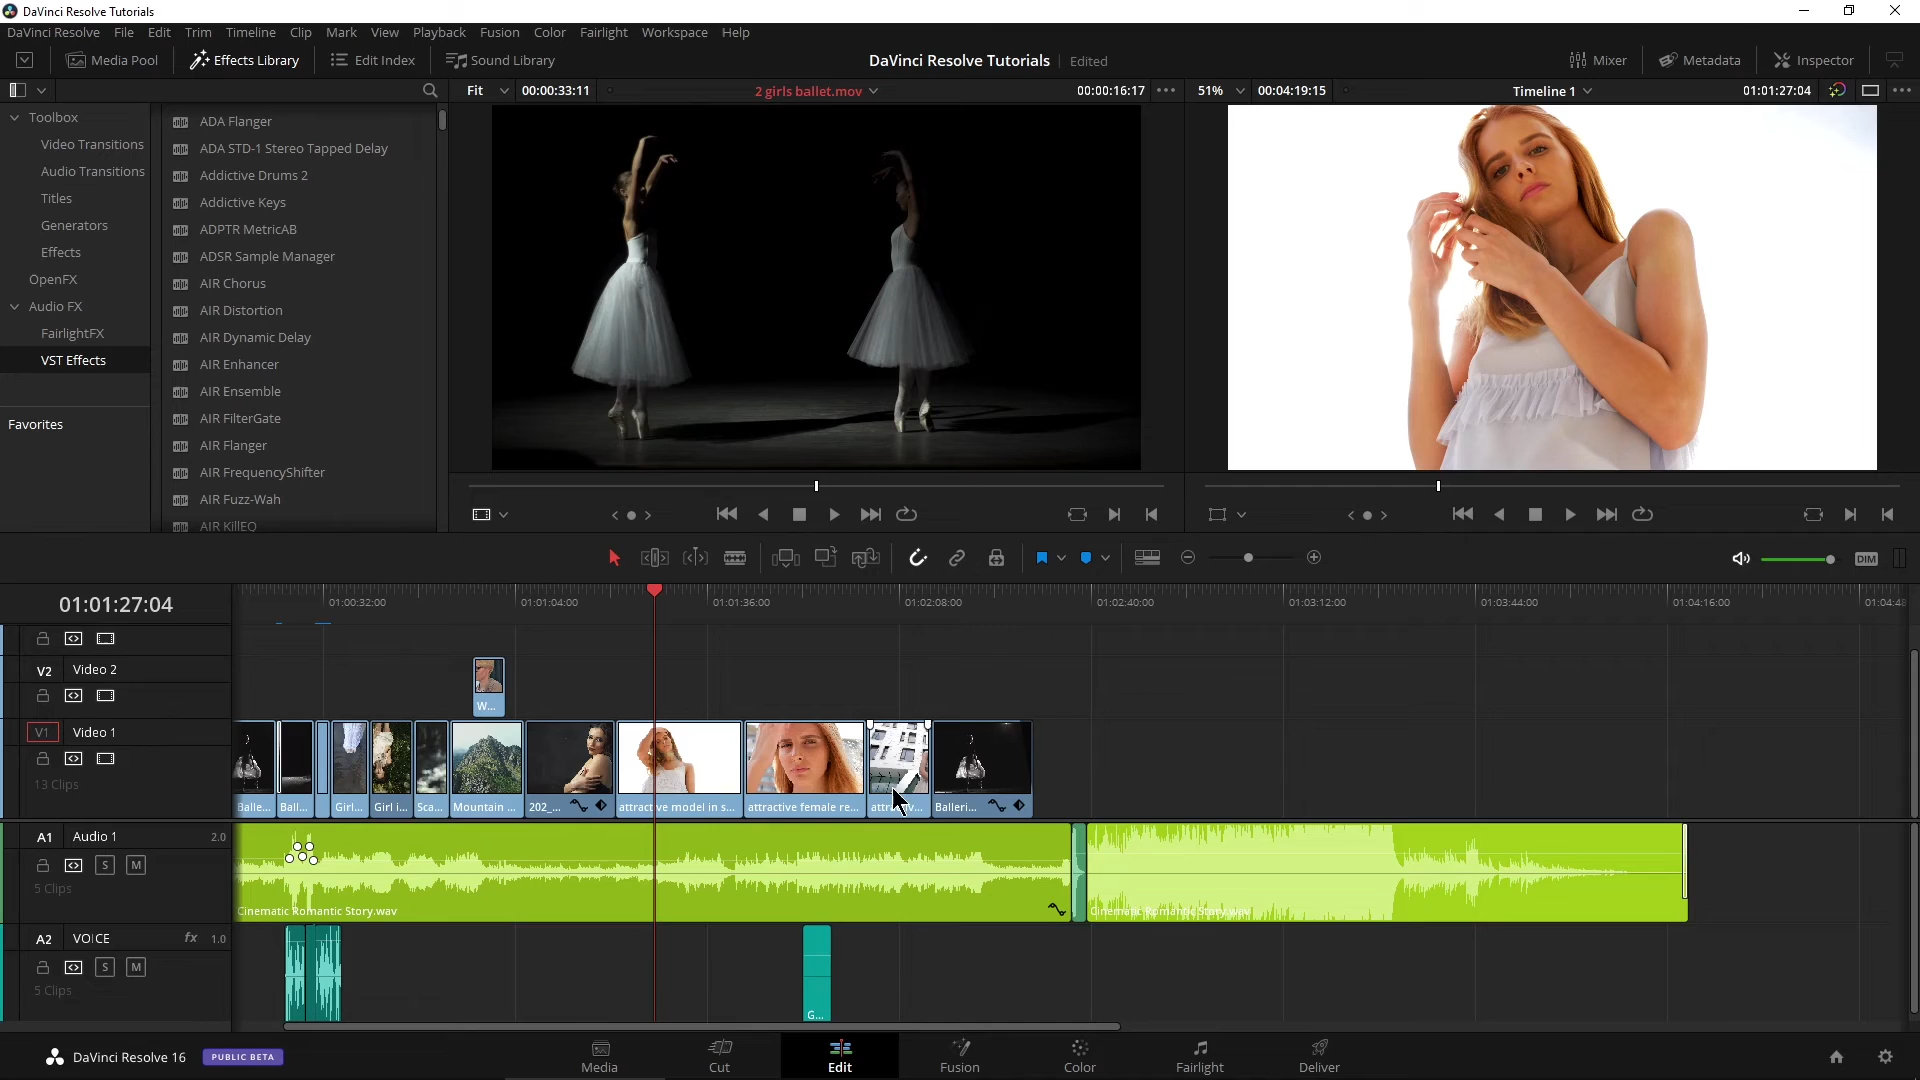 DaVinci Resolve Tutorials
DaVinci Resolve File Edit Trim Timeline Clip Mark View Playback Fusion Color Fairlight Workspace Help
Media Pool Effects Library Edit Index Sound Library DaVinci Resolve Tutorials Edited Mixer Metadata Inspector
Fit 00:00:33:11 2 girls ballet.mov 00:00:16:17 51% 00:04:19:15 Timeline 1 01:01:27:04
Toolbox
Video Transitions
Audio Transitions
Titles
Generators
Effects
OpenFX
Audio FX
FairlightFX
VST Effects
Favorites
ADA Flanger
ADA STD-1 Stereo Tapped Delay
Addictive Drums 2
Addictive Keys
ADPTR MetricAB
ADSR Sample Manager
AIR Chorus
AIR Distortion
AIR Dynamic Delay
AIR Enhancer
AIR Ensemble
AIR FilterGate
AIR Flanger
AIR FrequencyShifter
AIR Fuzz-Wah
AIR KillEQ
DIM
01:01:27:04
01:00:32:00 01:01:04:00 01:01:36:00 01:02:08:00 01:02:40:00 01:03:12:00 01:03:44:00 01:04:16:00 01:04:48
V2 Video 2
W...
V1 Video 1
13 Clips
Balle... Ball... Girl... Girl i... Sca... Mountain ... 202_... attractive model in s... attractive female re... Balleri...
A1 Audio 1 2.0
S M
5 Clips
Cinematic Romantic Story.wav Cinematic Romantic Story.wav
A2 VOICE fx 1.0
S M
5 Clips
G...
DaVinci Resolve 16 PUBLIC BETA
Media Cut Edit Fusion Color Fairlight Deliver